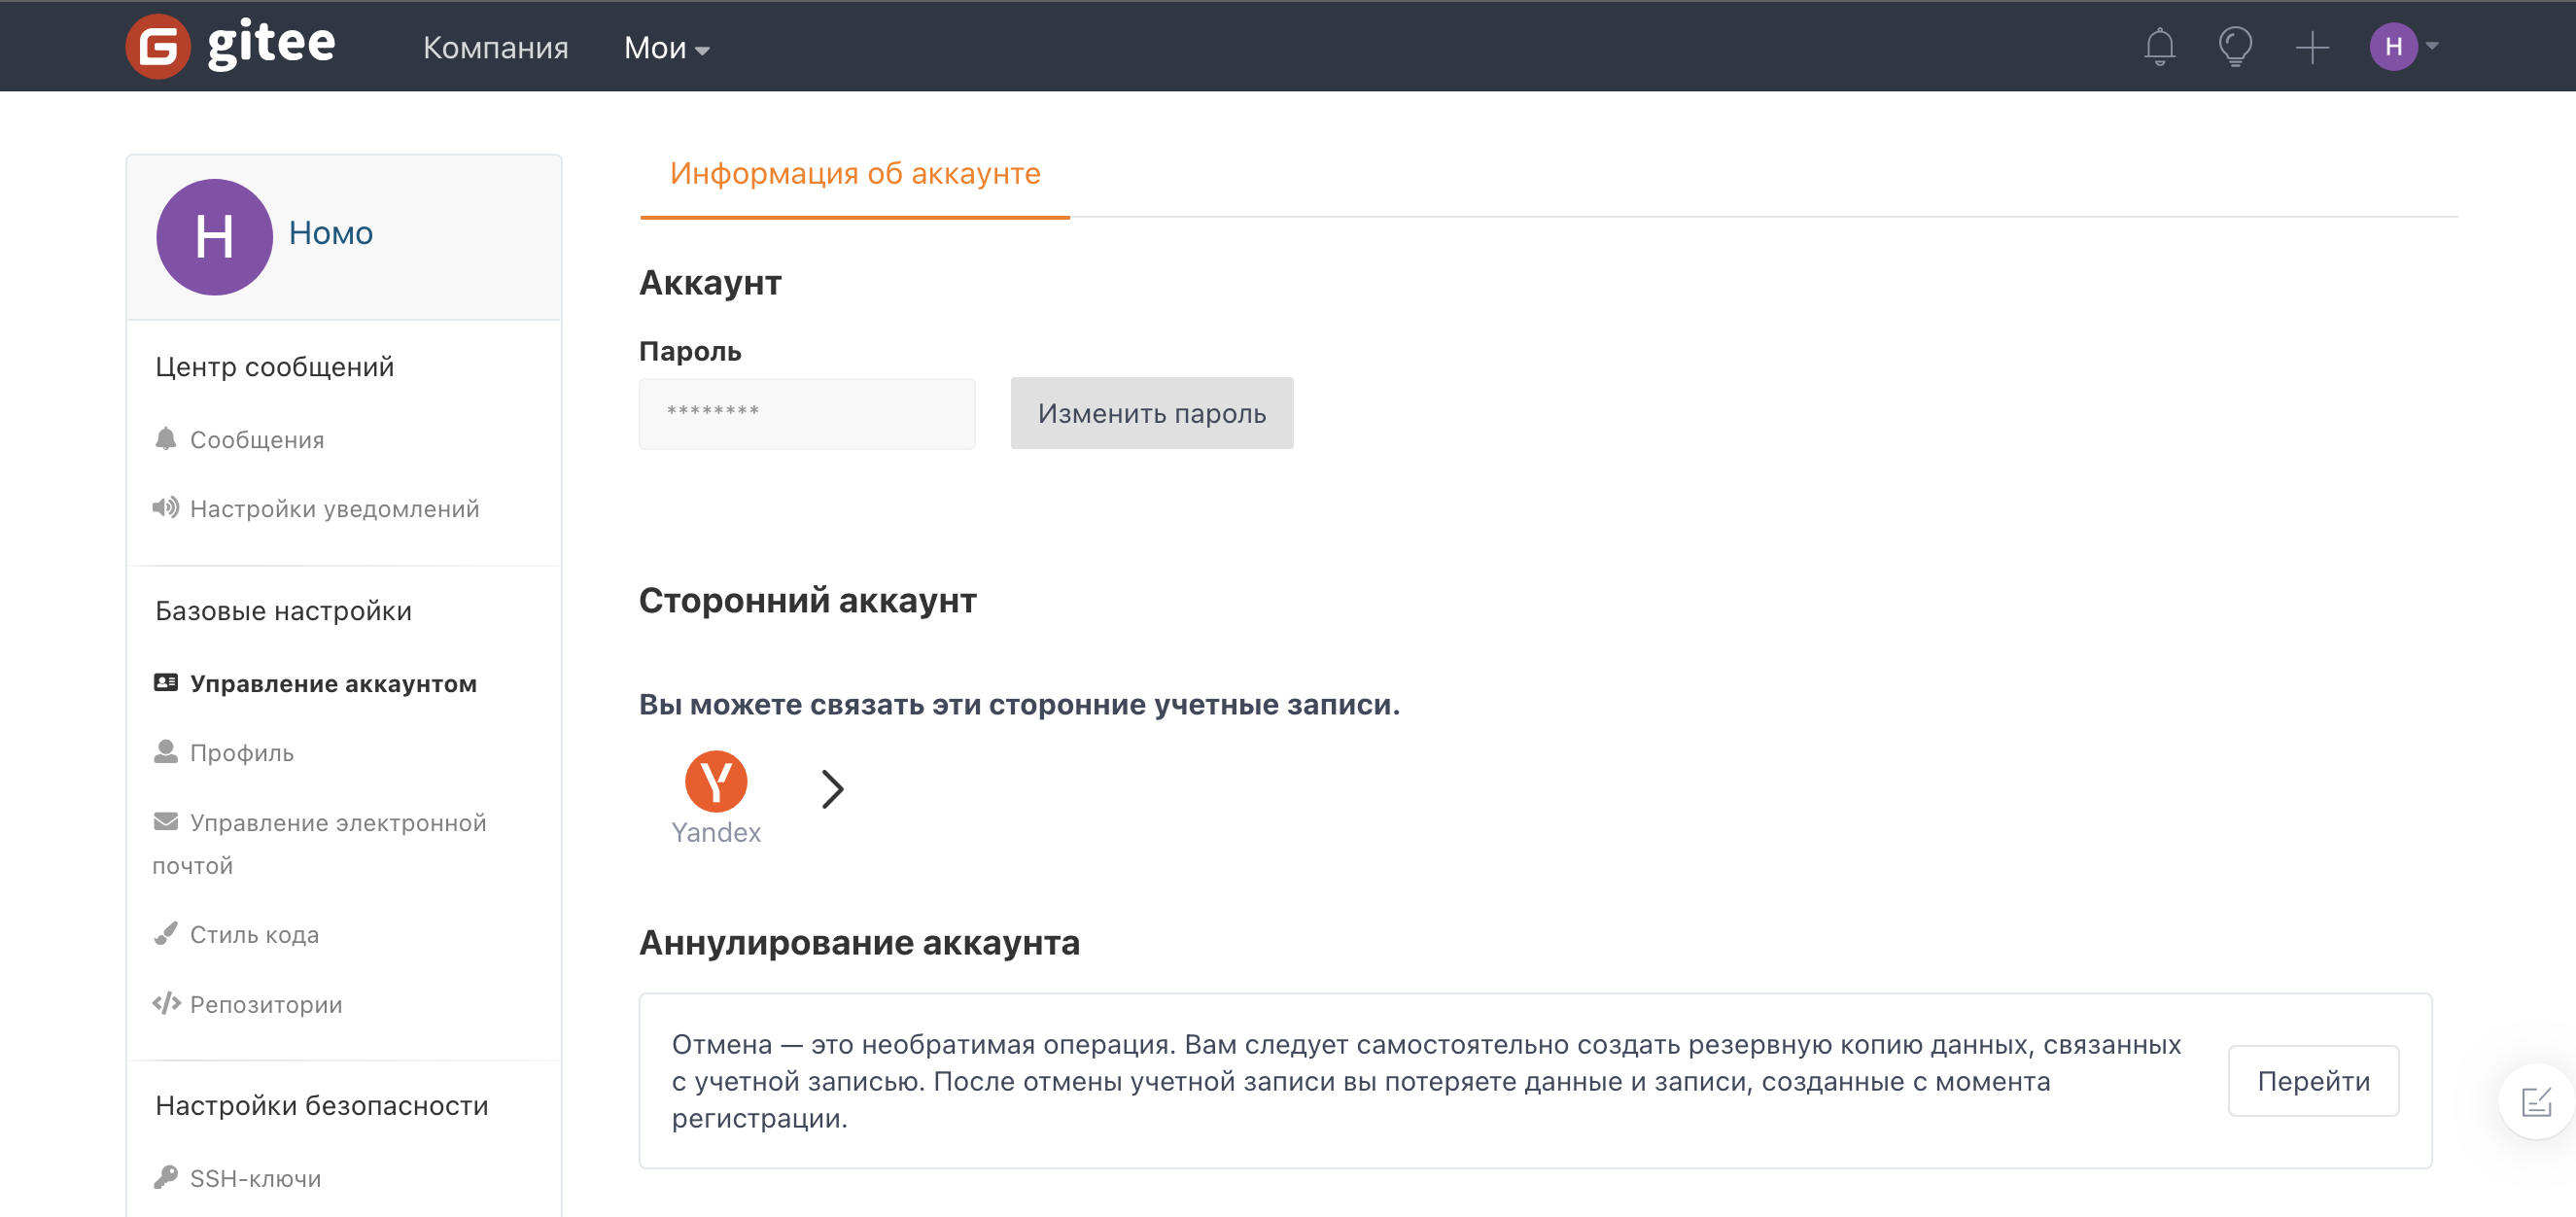 gitee Компания Мои H
H Номо
Центр сообщений
Сообщения
Настройки уведомлений
Базовые настройки
Управление аккаунтом
Профиль
Управление электронной
почтой
Стиль кода
Репозитории
Настройки безопасности
SSH-ключи
Информация об аккаунте
Аккаунт
Пароль
******** Изменить пароль
Сторонний аккаунт
Вы можете связать эти сторонние учетные записи.
Yandex
Аннулирование аккаунта
Отмена — это необратимая операция. Вам следует самостоятельно создать резервную копию данных, связанных
с учетной записью. После отмены учетной записи вы потеряете данные и записи, созданные с момента
регистрации.
Перейти